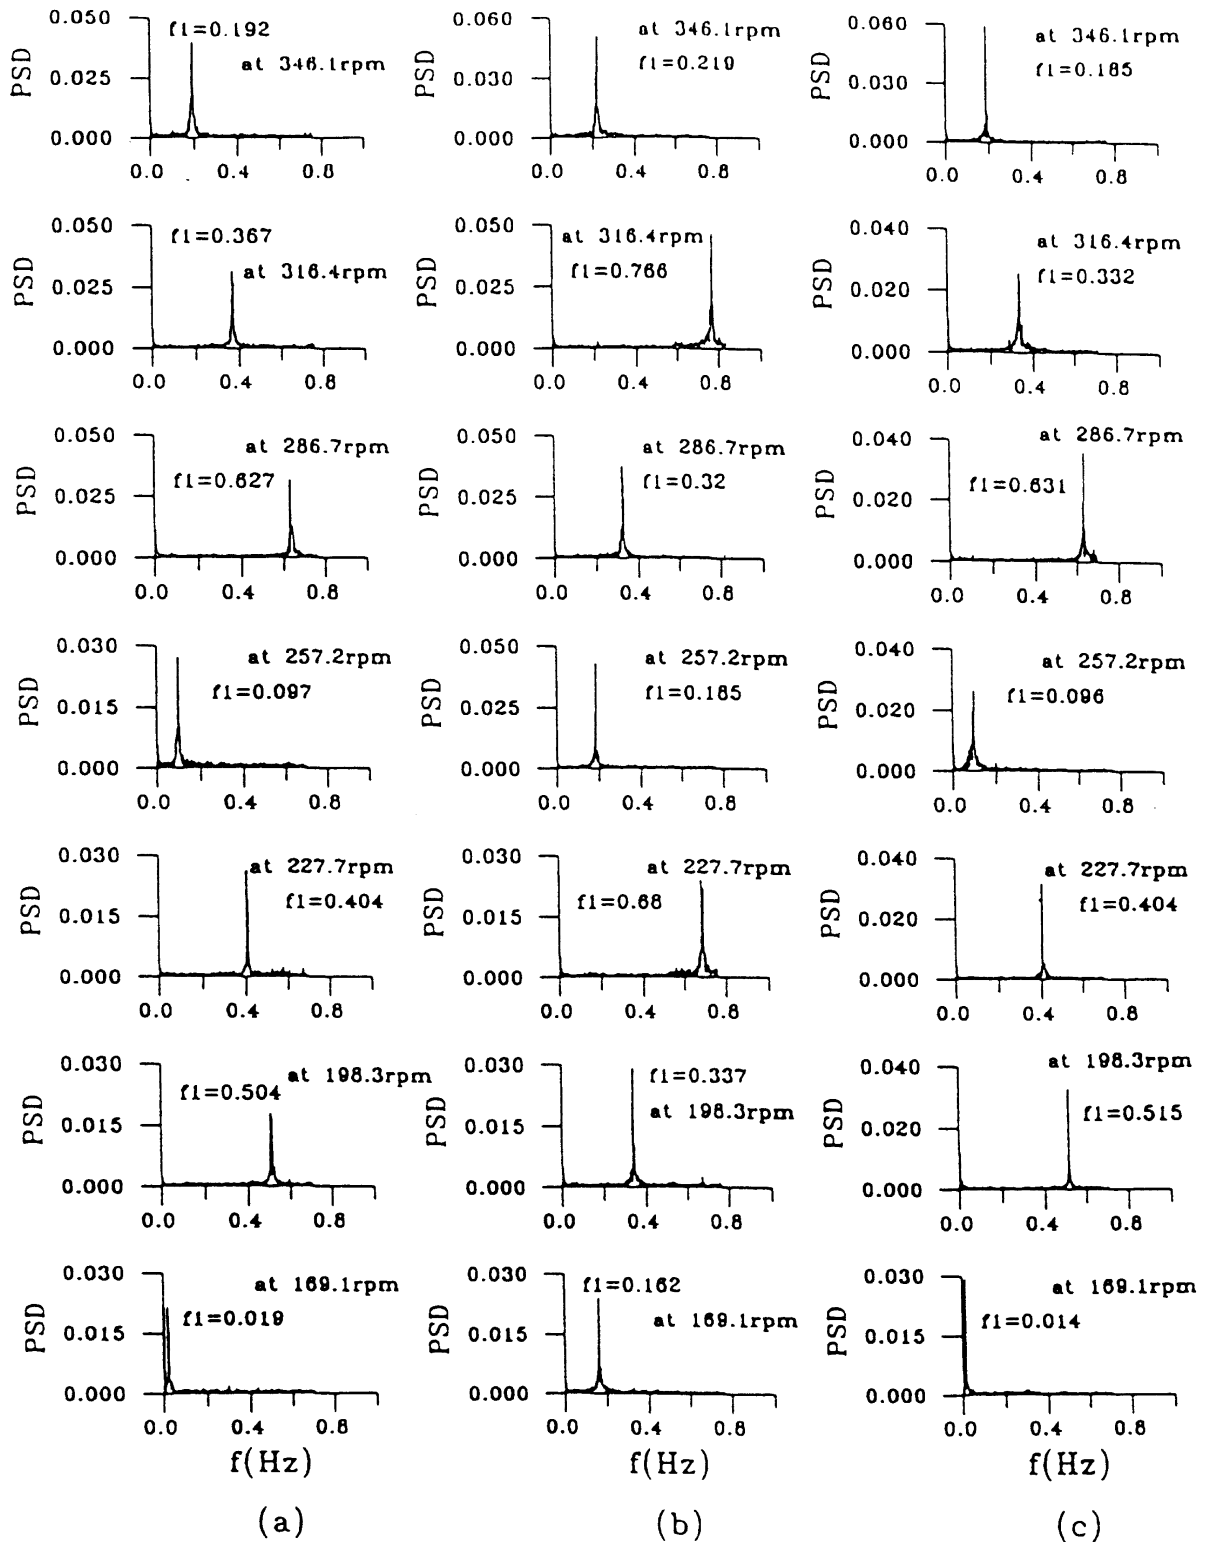 0.050
0.025
0.000
PSD
f1=0.192
at 346.1rpm
0.0 0.4 0.8
0.060
0.030
0.000
PSD
at 346.1rpm
f1=0.219
0.0 0.4 0.8
0.060
0.030
0.000
PSD
at 346.1rpm
f1=0.185
0.0 0.4 0.8
0.050
0.025
0.000
PSD
f1=0.367
at 316.4rpm
0.0 0.4 0.8
0.050
0.025
0.000
PSD
at 316.4rpm
f1=0.766
0.0 0.4 0.8
0.040
0.020
0.000
PSD
at 316.4rpm
f1=0.332
0.0 0.4 0.8
0.050
0.025
0.000
PSD
at 286.7rpm
f1=0.627
0.0 0.4 0.8
0.050
0.025
0.000
PSD
at 286.7rpm
f1=0.32
0.0 0.4 0.8
0.040
0.020
0.000
PSD
at 286.7rpm
f1=0.631
0.0 0.4 0.8
0.030
0.015
0.000
PSD
at 257.2rpm
f1=0.097
0.0 0.4 0.8
0.050
0.025
0.000
PSD
at 257.2rpm
f1=0.185
0.0 0.4 0.8
0.040
0.020
0.000
PSD
at 257.2rpm
f1=0.096
0.0 0.4 0.8
0.030
0.015
0.000
PSD
at 227.7rpm
f1=0.404
0.0 0.4 0.8
0.030
0.015
0.000
PSD
at 227.7rpm
f1=0.68
0.0 0.4 0.8
0.040
0.020
0.000
PSD
at 227.7rpm
f1=0.404
0.0 0.4 0.8
0.030
0.015
0.000
PSD
at 198.3rpm
f1=0.504
0.0 0.4 0.8
0.030
0.015
0.000
PSD
f1=0.337
at 198.3rpm
0.0 0.4 0.8
0.040
0.020
0.000
PSD
at 198.3rpm
f1=0.515
0.0 0.4 0.8
0.030
0.015
0.000
PSD
at 169.1rpm
f1=0.019
0.0 0.4 0.8
f(Hz)
(a)
0.030
0.015
0.000
PSD
f1=0.162
at 169.1rpm
0.0 0.4 0.8
f(Hz)
(b)
0.030
0.015
0.000
PSD
at 169.1rpm
f1=0.014
0.0 0.4 0.8
f(Hz)
(c)